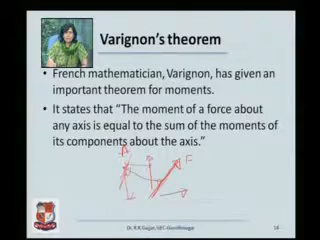 Varignon's theorem
• French mathematician, Varignon, has given an
important theorem for moments.
• It states that "The moment of a force about
any axis is equal to the sum of the moments of
its components about the axis."
F
Dr. R.R.Gujjar, GEC-Gandhinagar
14